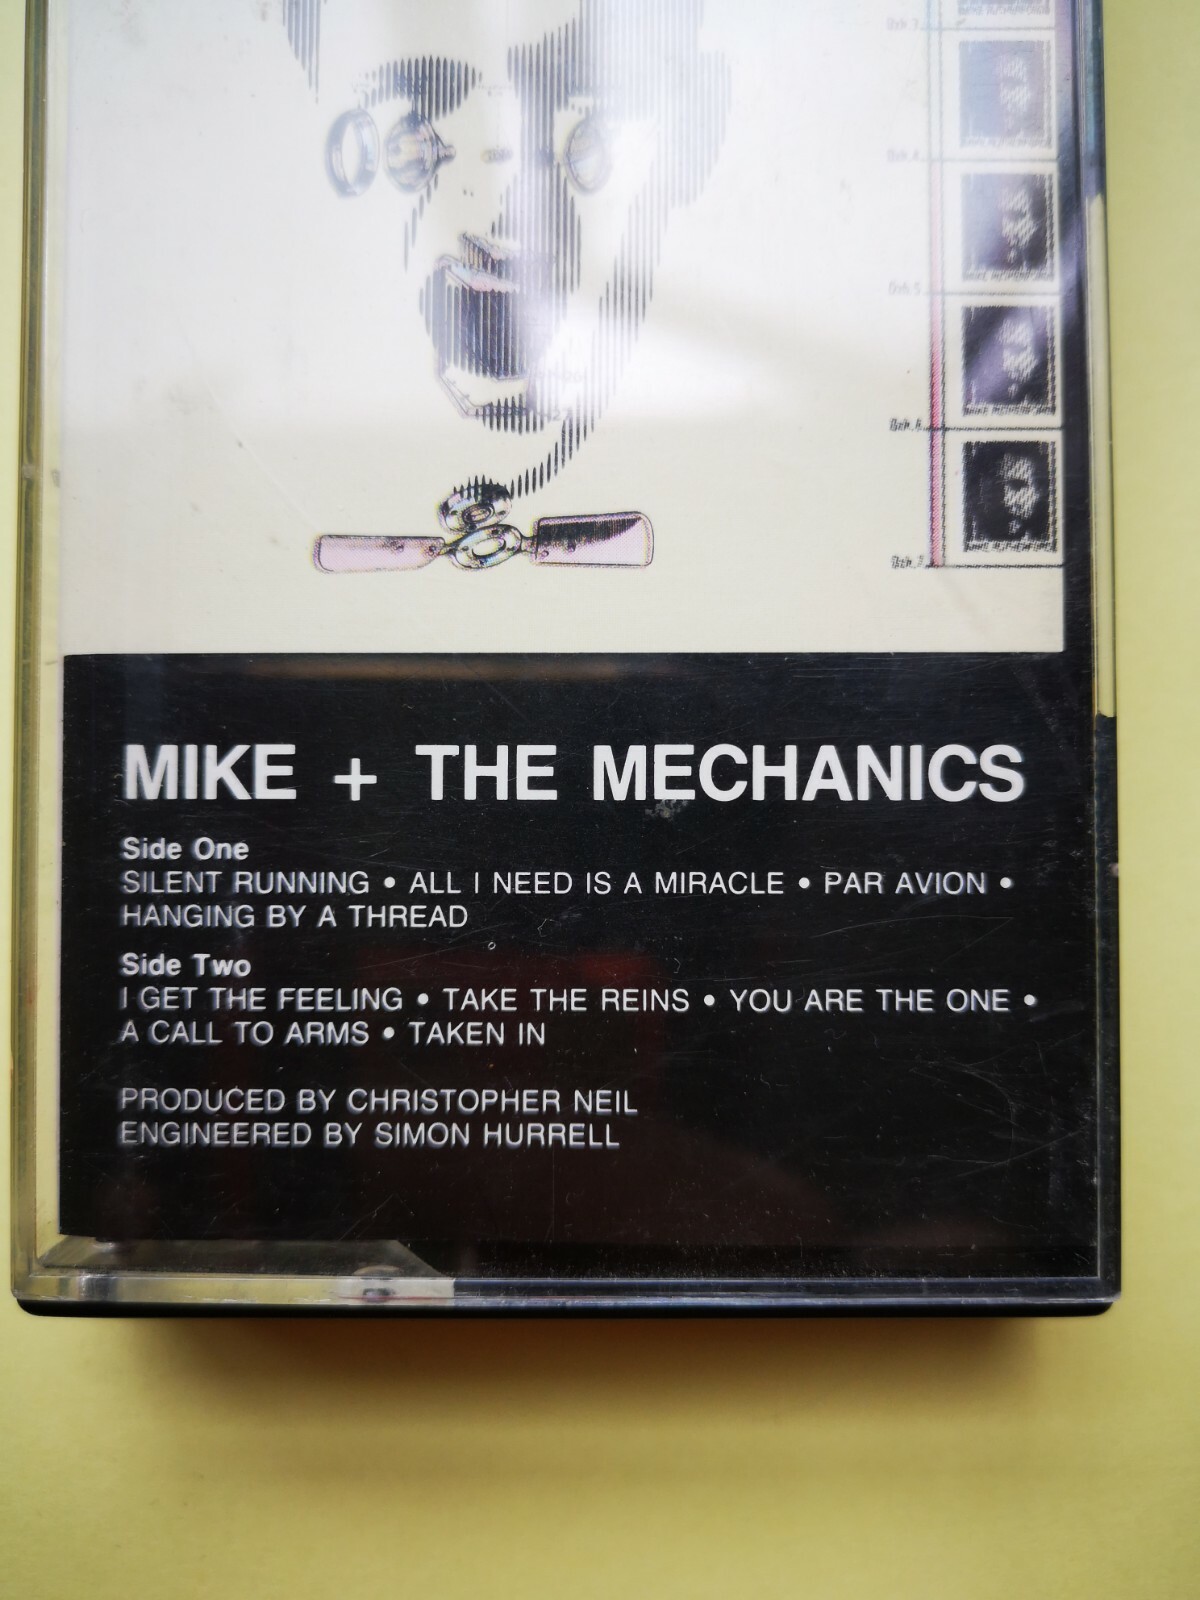 MIKE + THE MECHANICS
Side One
SILENT RUNNING • ALL I NEED IS A MIRACLE • PAR AVION •
HANGING BY A THREAD
Side Two
I GET THE FEELING • TAKE THE REINS • YOU ARE THE ONE •
A CALL TO ARMS • TAKEN IN
PRODUCED BY CHRISTOPHER NEIL
ENGINEERED BY SIMON HURRELL